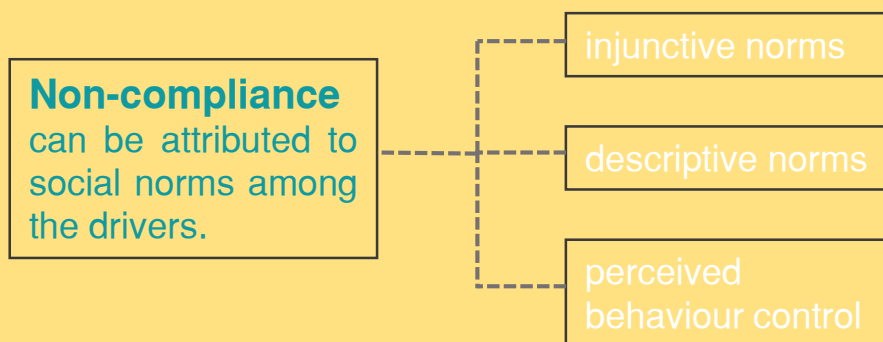 Non-compliance
can be attributed to
social norms among
the drivers.
injunctive norms
descriptive norms
perceived
behaviour control